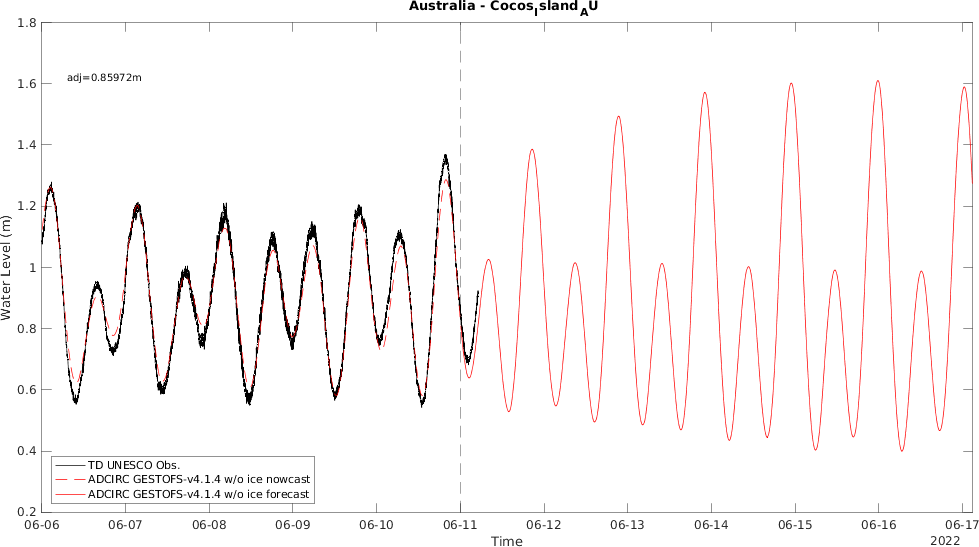 Australia - Cocos_Island_AU
1.8
1.6
1.4
1.2
1
0.8
0.6
0.4
0.2
Water Level (m)
adj=0.85972m
TD UNESCO Obs.
ADCIRC GESTOFS-v4.1.4 w/o ice nowcast
ADCIRC GESTOFS-v4.1.4 w/o ice forecast
06-06 06-07 06-08 06-09 06-10 06-11 06-12 06-13 06-14 06-15 06-16 06-17
Time
2022